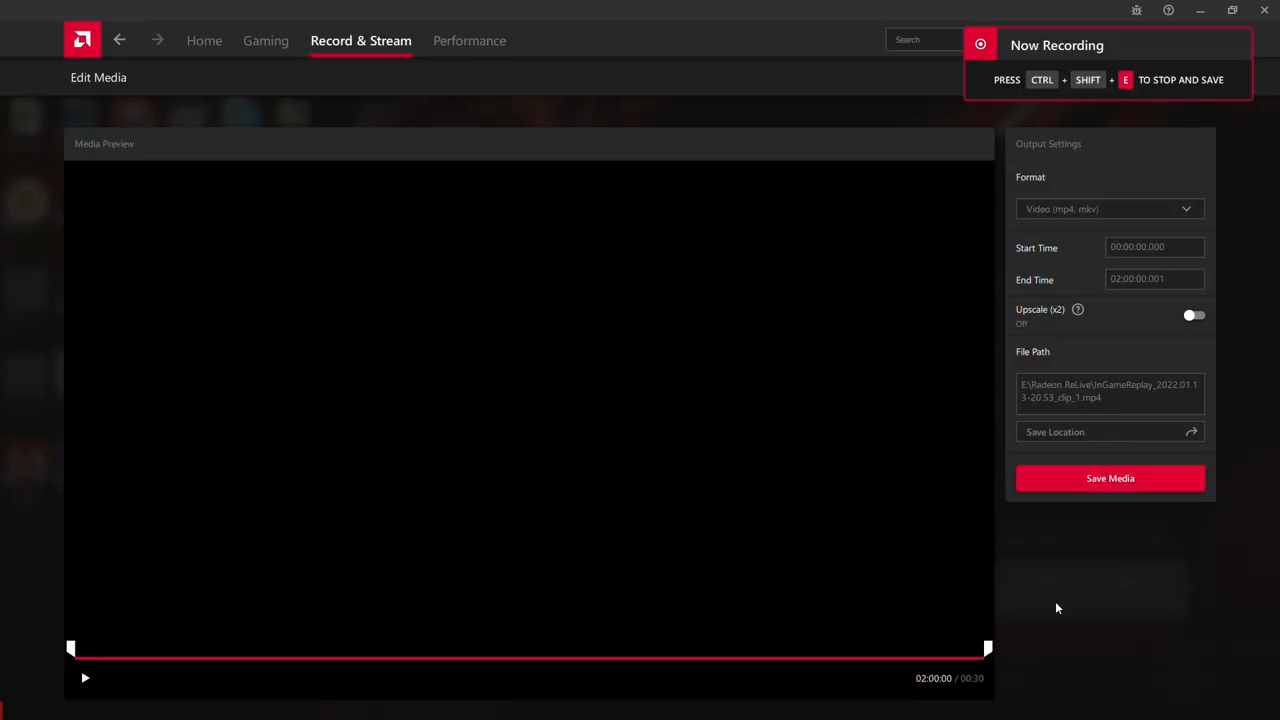 Home Gaming Record & Stream Performance
Search
Now Recording
PRESS CTRL + SHIFT + E TO STOP AND SAVE
Edit Media
Media Preview
Output Settings
Format
Video (mp4, mkv)
Start Time 00:00:00.000
End Time 02:00:00.001
Upscale (x2) ?
Off
File Path
E:\Radeon ReLive\InGameReplay_2022.01.1
3-20.53_clip_1.mp4
Save Location
Save Media
02:00:00 / 00:30